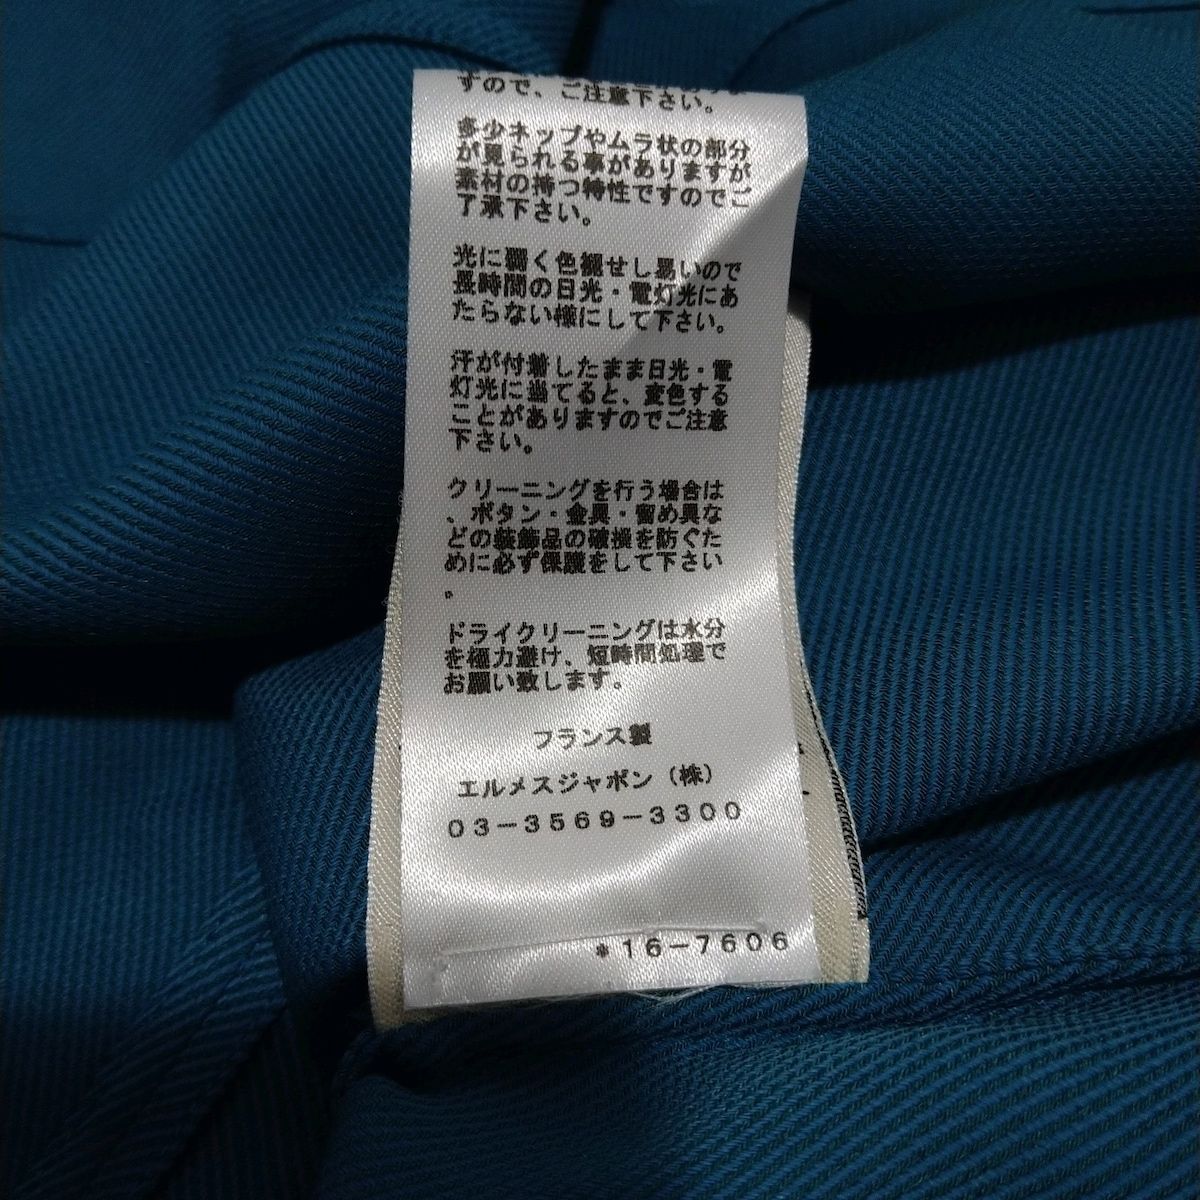 すので、ご注意下さい。
多少ネップやムラ状の部分
が見られる事がありますが
素材の持つ特性ですのでご
了承下さい。
光に弱く色褪せし易いので
長時間の日光・電灯光にあ
たらない様にして下さい。
汗が付着したまま日光・電
灯光に当てると、変色する
ことがありますのでご注意
下さい。
クリーニングを行う場合は
、ボタン・金具・留め具な
どの装飾品の破損を防ぐた
めに必ず保護をして下さい
。
ドライクリーニングは水分
を極力避け、短時間処理で
お願い致します。
フランス製
エルメスジャポン（株）
03-3569-3300
*16-7606